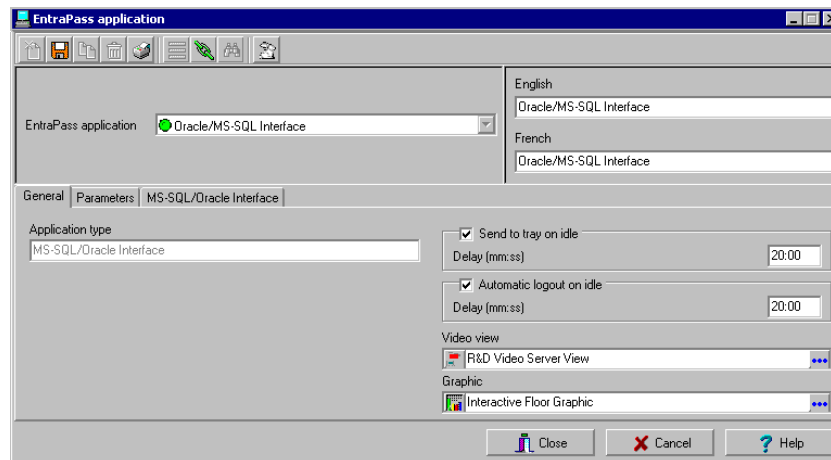 EntraPass application
English
Oracle/MS-SQL Interface
EntraPass application
Oracle/MS-SQL Interface
French
Oracle/MS-SQL Interface
General
Parameters
MS-SQL/Oracle Interface
Application type
MS-SQL/Oracle Interface
Send to tray on idle
Delay (mm:ss)
20:00
Automatic logout on idle
Delay (mm:ss)
20:00
Video view
R&D Video Server View
Graphic
Interactive Floor Graphic
Close
Cancel
Help